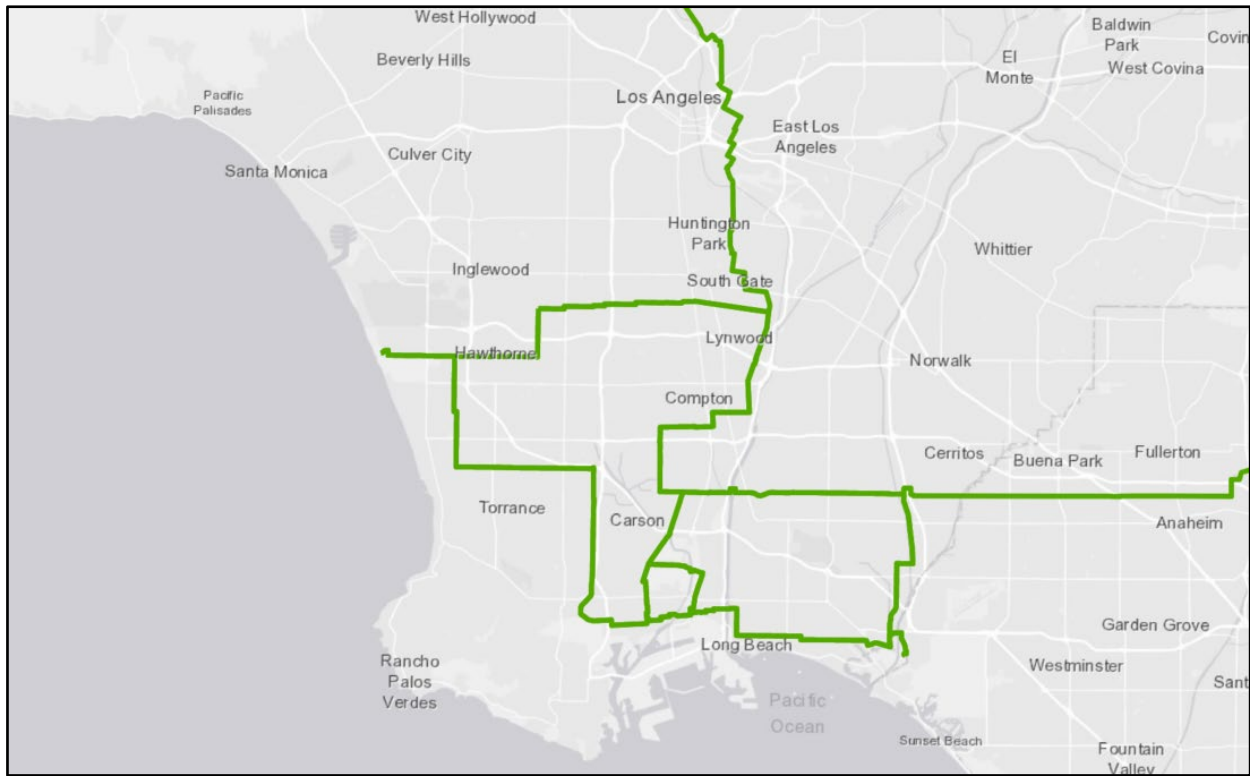 West Hollywood
Baldwin
Park
Covin
Beverly Hills
El
Monte
West Covina
Pacific
Palisades
Los Angeles
East Los
Angeles
Culver City
Santa Monica
Huntington
Park
Whittier
Inglewood
South Gate
Lynwood
Hawthorne
Norwalk
Compton
Cerritos
Buena Park
Fullerton
Torrance
Carson
Anaheim
Garden Grove
Long Beach
Rancho
Palos
Verdes
Westminster
Sant
Pacific
Ocean
Sunset Beach
Fountain
Valley